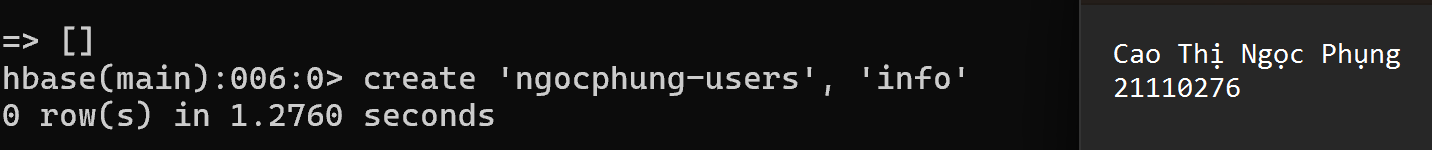 => []
hbase(main):006:0> create 'ngocphung-users', 'info'
0 row(s) in 1.2760 seconds
Cao Thị Ngọc Phụng
21110276